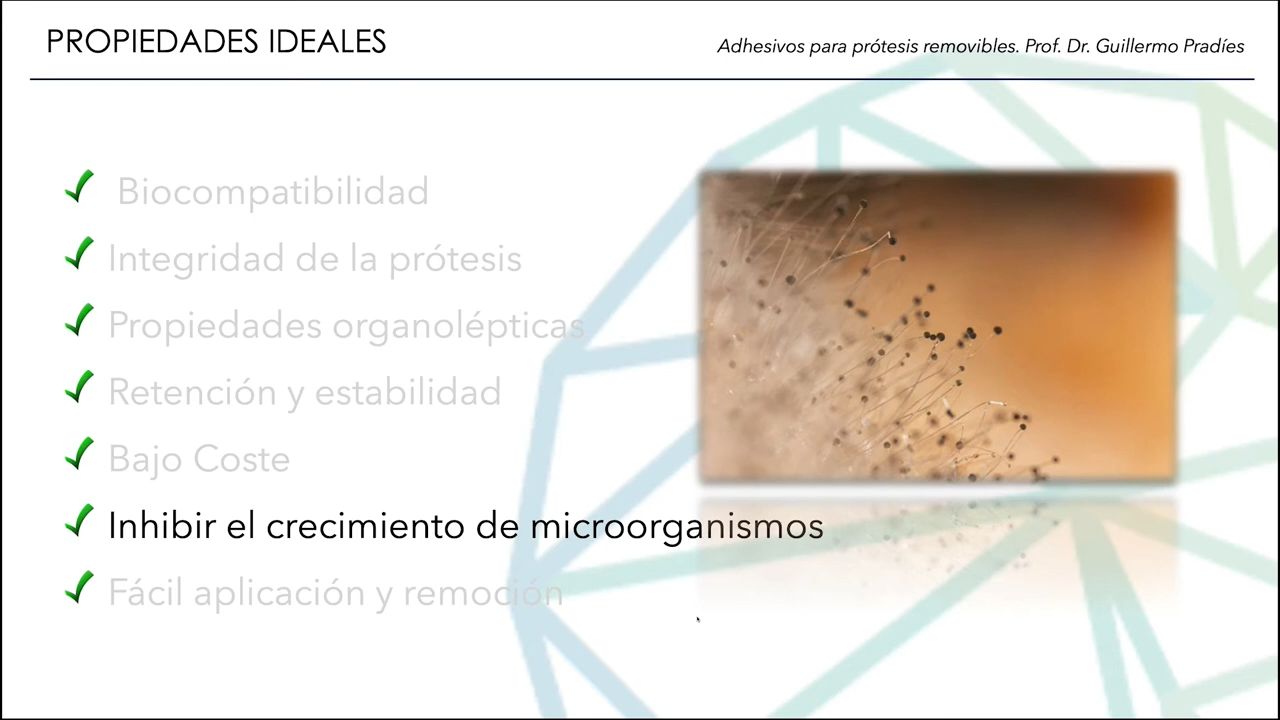 PROPIEDADES IDEALES
Adhesivos para prótesis removibles. Prof. Dr. Guillermo Pradíes
Biocompatibilidad
Integridad de la prótesis
Propiedades organolépticas
Retención y estabilidad
Bajo Coste
Inhibir el crecimiento de microorganismos
Fácil aplicación y remoción